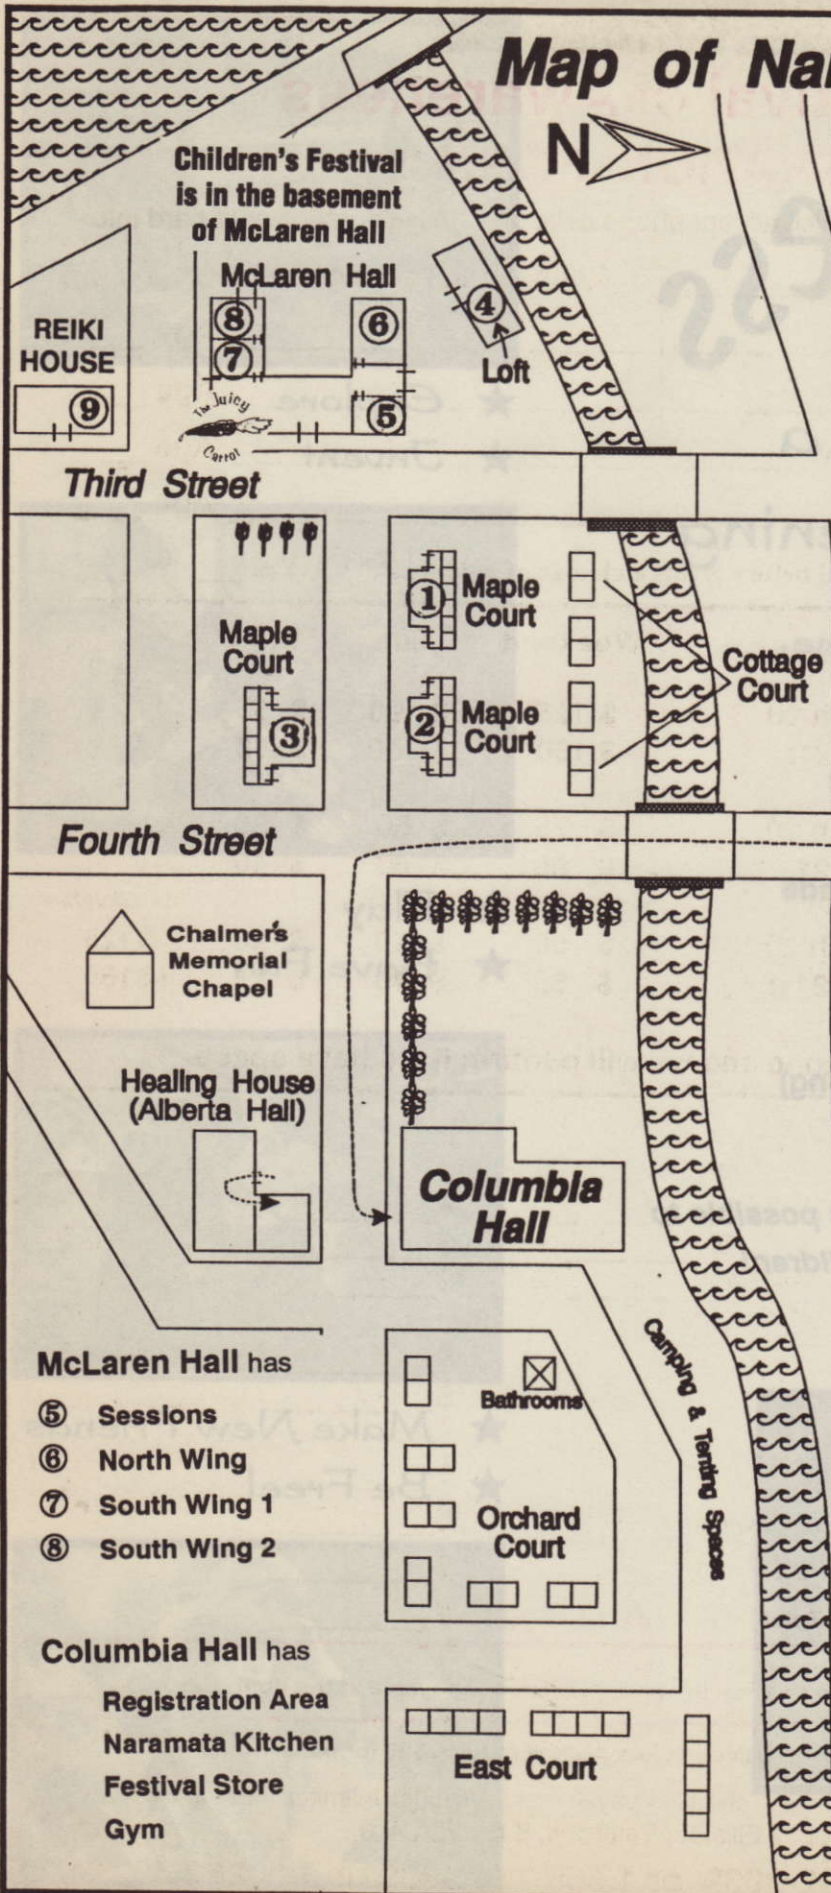 Map of Nar
N
Children's Festival
is in the basement
of McLaren Hall
McLaren Hall
8
6
7
5
4
Loft
REIKI
HOUSE
9
The Juicy
Carrot
Third Street
1
Maple
Court
Maple
Court
3
2
Maple
Court
Cottage
Court
Fourth Street
Chalmer's
Memorial
Chapel
Healing House
(Alberta Hall)
Columbia
Hall
McLaren Hall has
5 Sessions
6 North Wing
7 South Wing 1
8 South Wing 2
Bathrooms
Orchard
Court
Camping & Tenting Spaces
Columbia Hall has
Registration Area
Naramata Kitchen
Festival Store
Gym
East Court